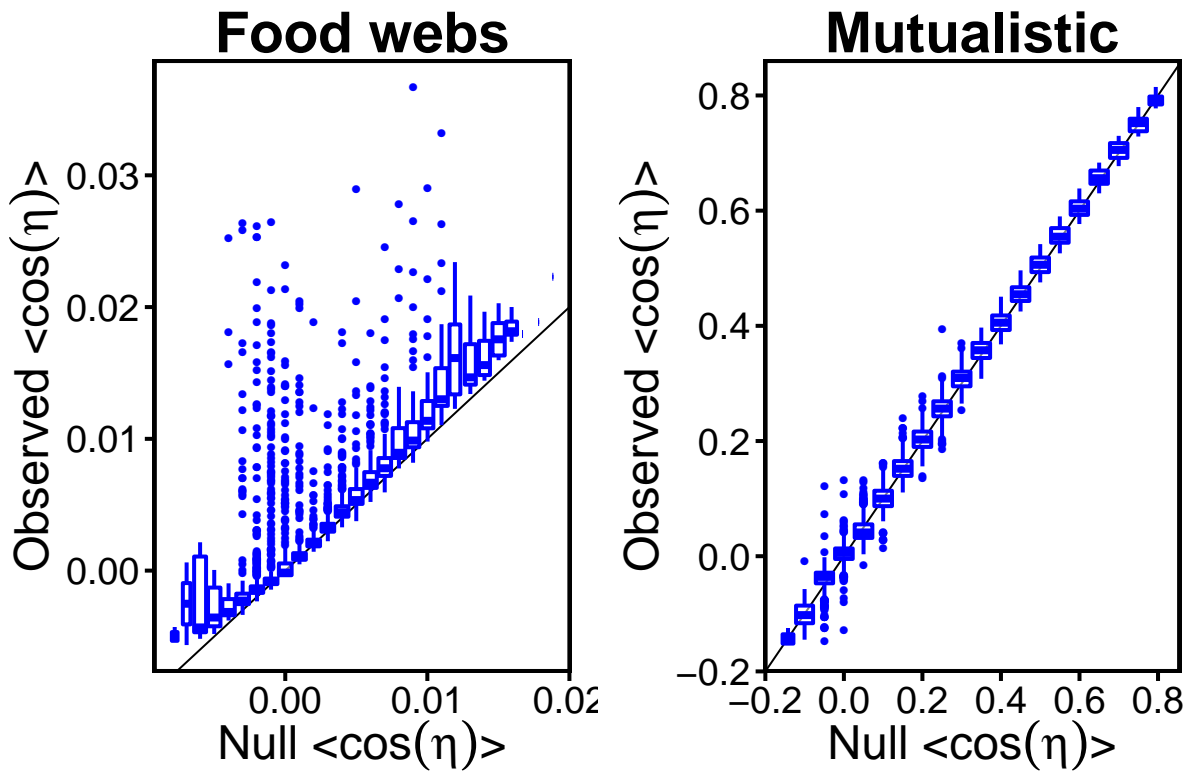 Food webs
Observed <cos(η)>
0.03
0.02
0.01
0.00
0.00 0.01 0.02
Null <cos(η)>
Mutualistic
Observed <cos(η)>
0.8
0.6
0.4
0.2
0.0
−0.2
−0.2 0.0 0.2 0.4 0.6 0.8
Null <cos(η)>